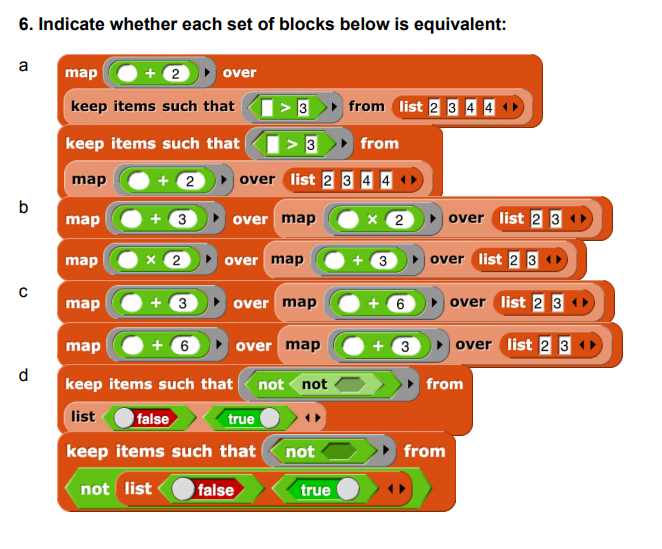 6. Indicate whether each set of blocks below is equivalent:
a
map + 2 over
keep items such that > 3 from list 2 3 4 4
keep items such that > 3 from
map + 2 over list 2 3 4 4
b
map + 3 over map × 2 over list 2 3
map × 2 over map + 3 over list 2 3
c
map + 3 over map + 6 over list 2 3
map + 6 over map + 3 over list 2 3
d
keep items such that not not from
list false true
keep items such that not from
not list false true